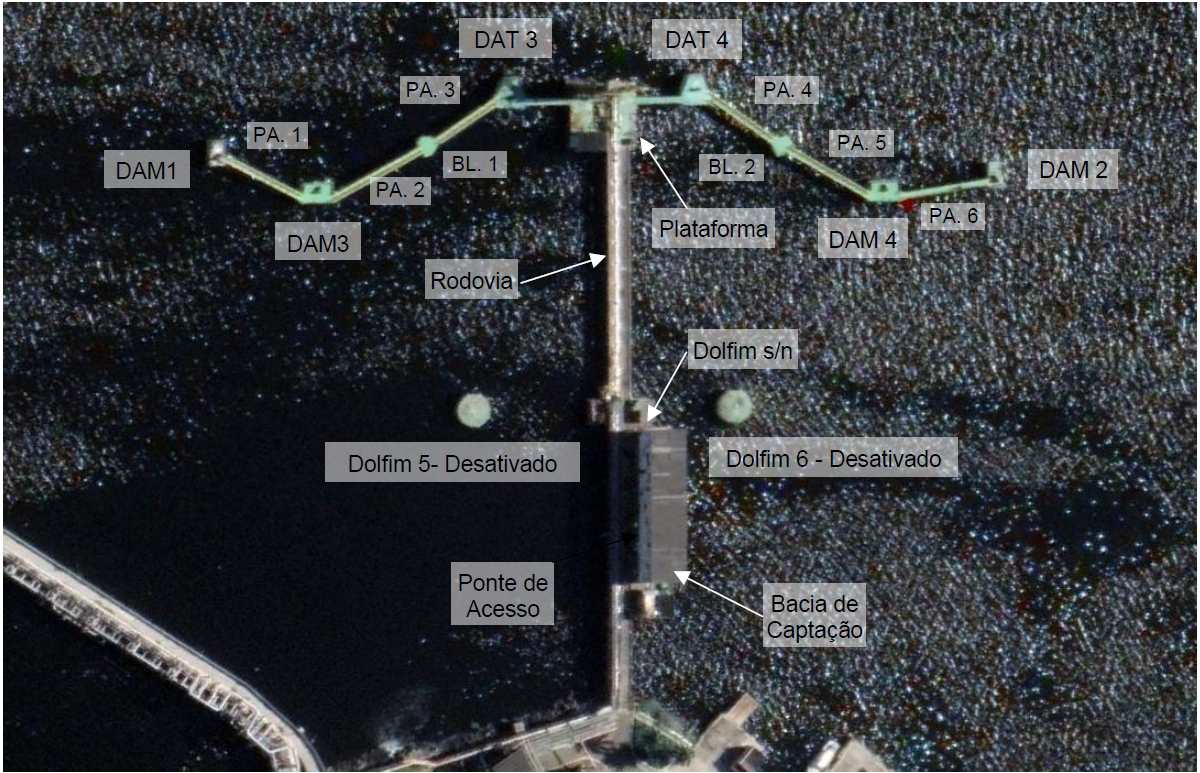 DAT 3
DAT 4
PA. 3
PA. 4
PA. 1
PA. 5
DAM1
BL. 1
BL. 2
DAM 2
PA. 2
PA. 6
DAM3
Plataforma
DAM 4
Rodovia
Dolfim s/n
Dolfim 5- Desativado
Dolfim 6 - Desativado
Ponte de
Acesso
Bacia de
Captação